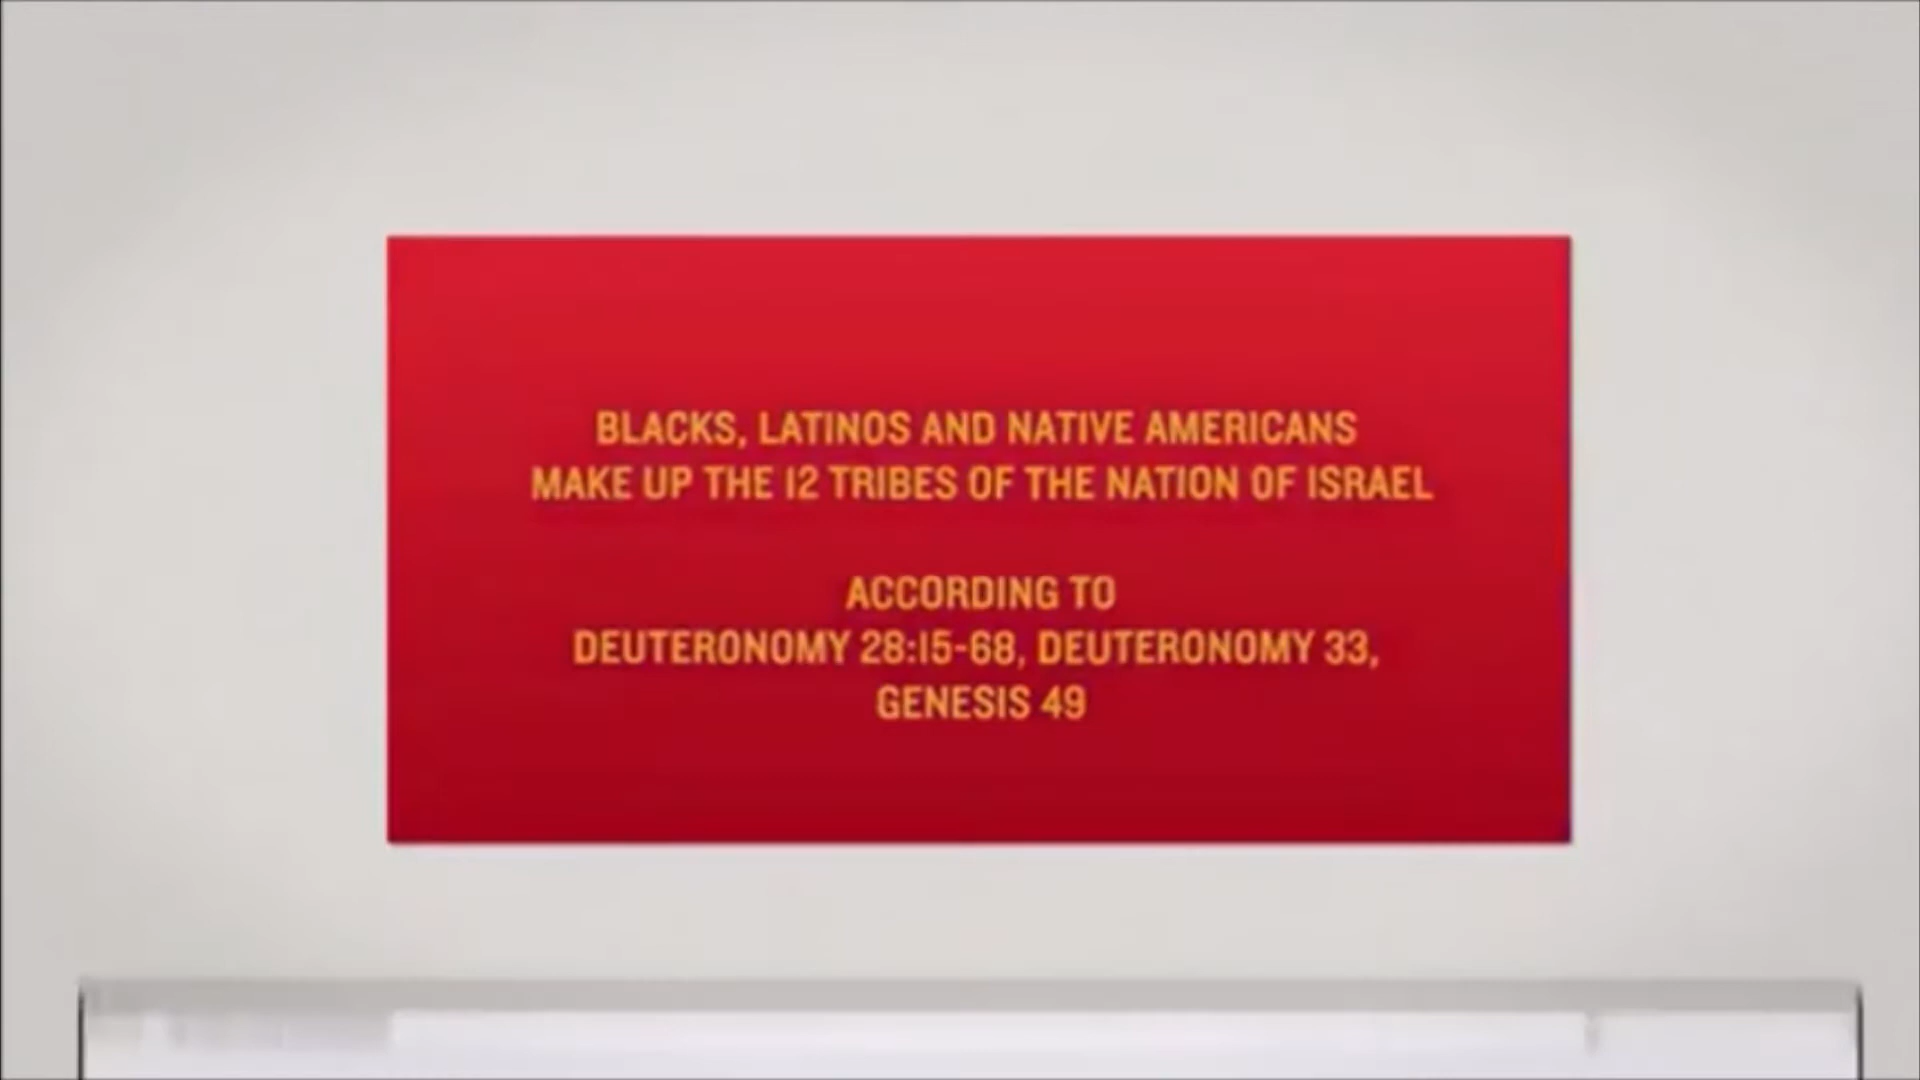 BLACKS, LATINOS AND NATIVE AMERICANS
MAKE UP THE 12 TRIBES OF THE NATION OF ISRAEL
ACCORDING TO
DEUTERONOMY 28:15-68, DEUTERONOMY 33,
GENESIS 49